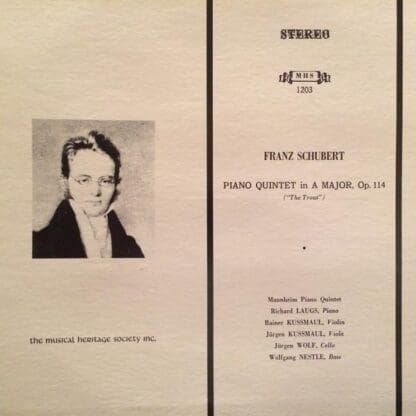 STEREO
MHS
1203
FRANZ SCHUBERT
PIANO QUINTET in A MAJOR, Op. 114
("The Trout")
Mannheim Piano Quintet
Richard LAUGS, Piano
Rainer KUSSMAUL, Violin
Jürgen KUSSMAUL, Viola
Jürgen WOLF, Cello
Wolfgang NESTLE, Bass
the musical heritage society inc.